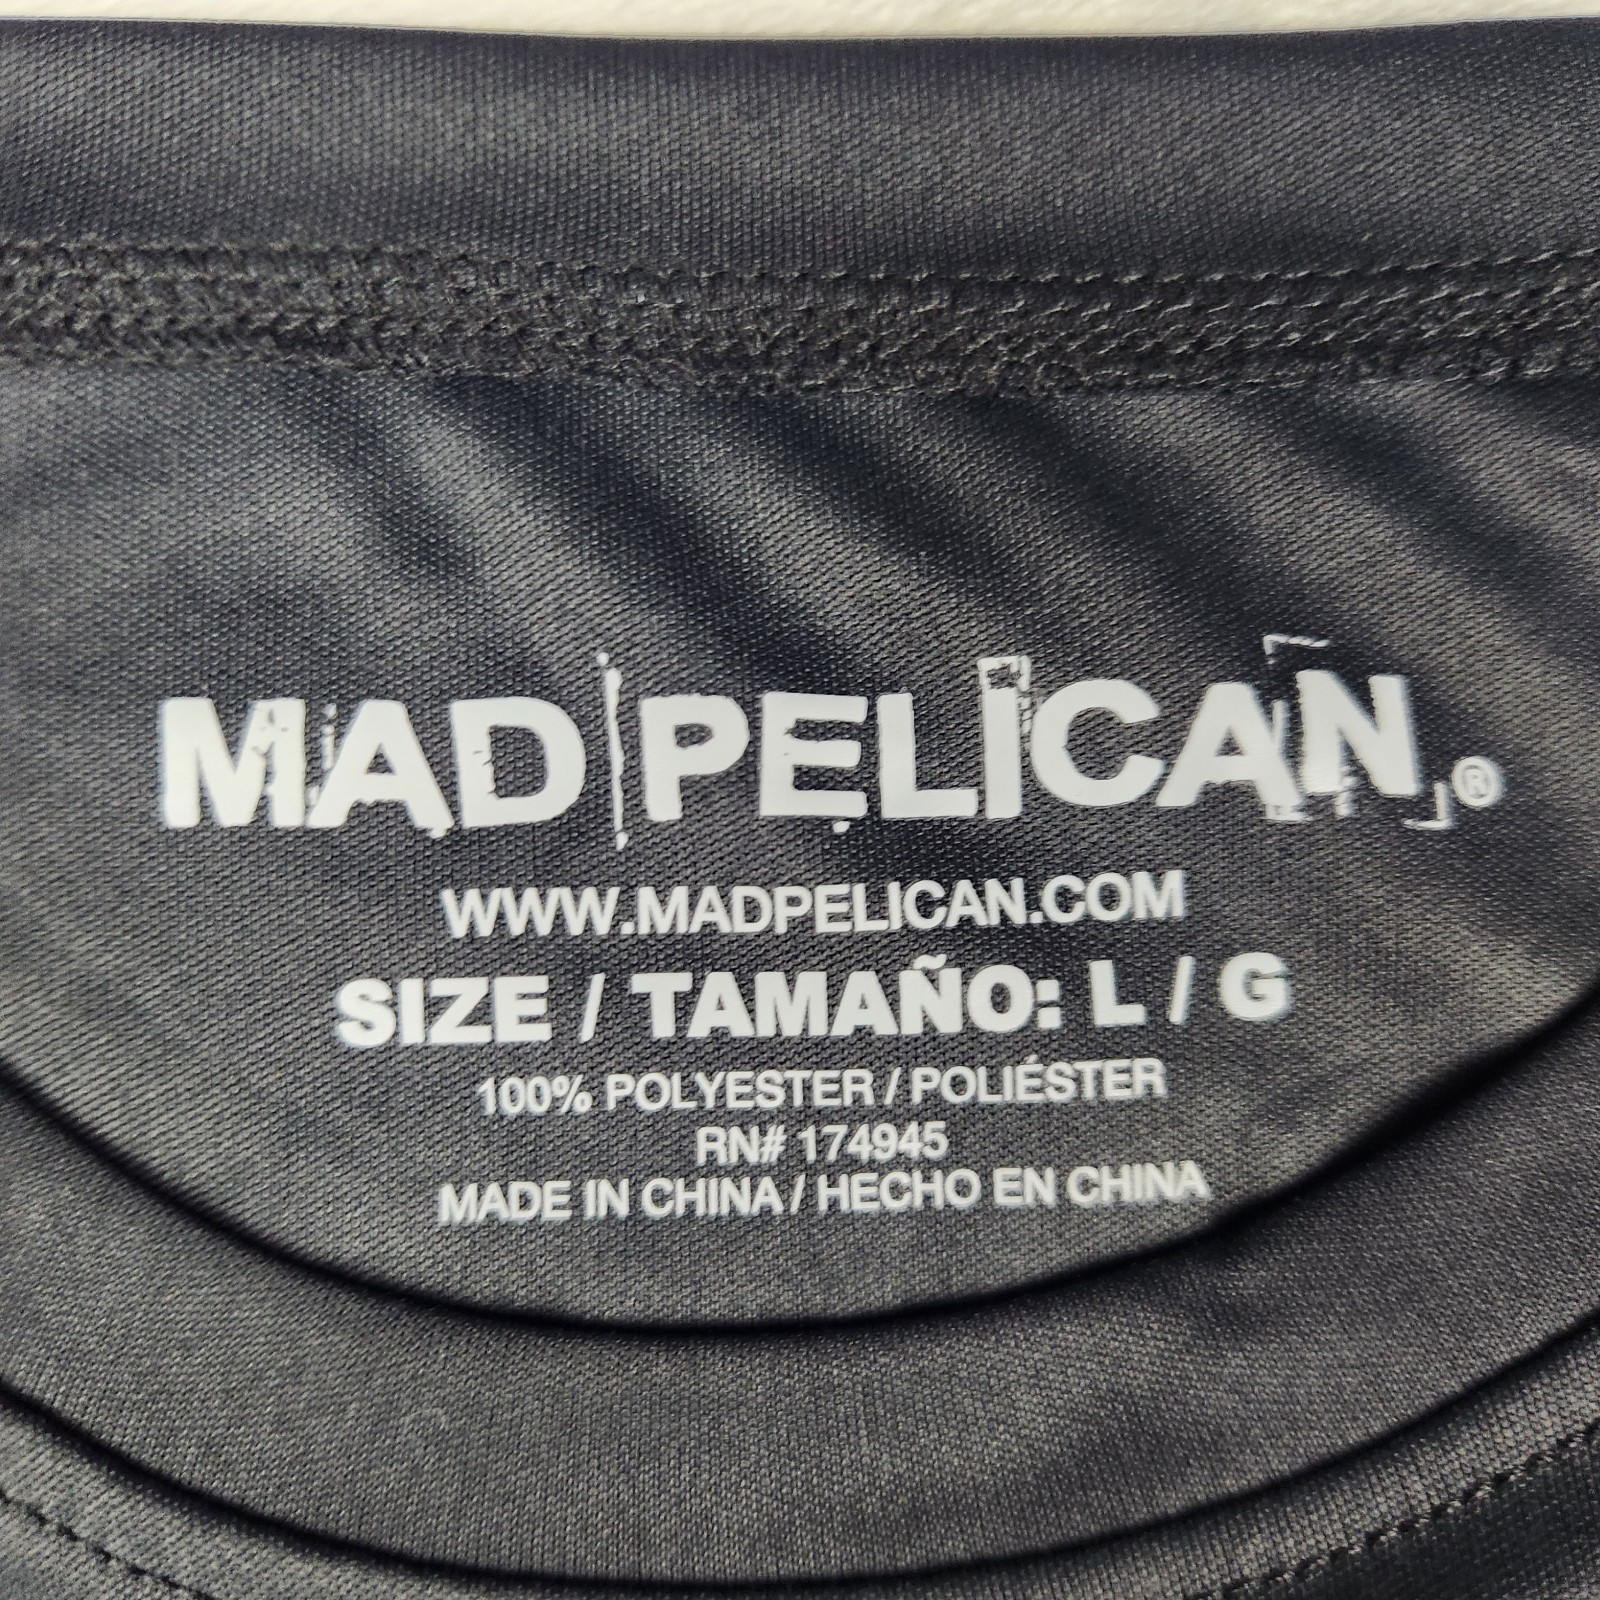 MAD PELICAN®
WWW.MADPELICAN.COM
SIZE / TAMAÑO: L / G
100% POLYESTER / POLIÉSTER
RN# 174945
MADE IN CHINA / HECHO EN CHINA